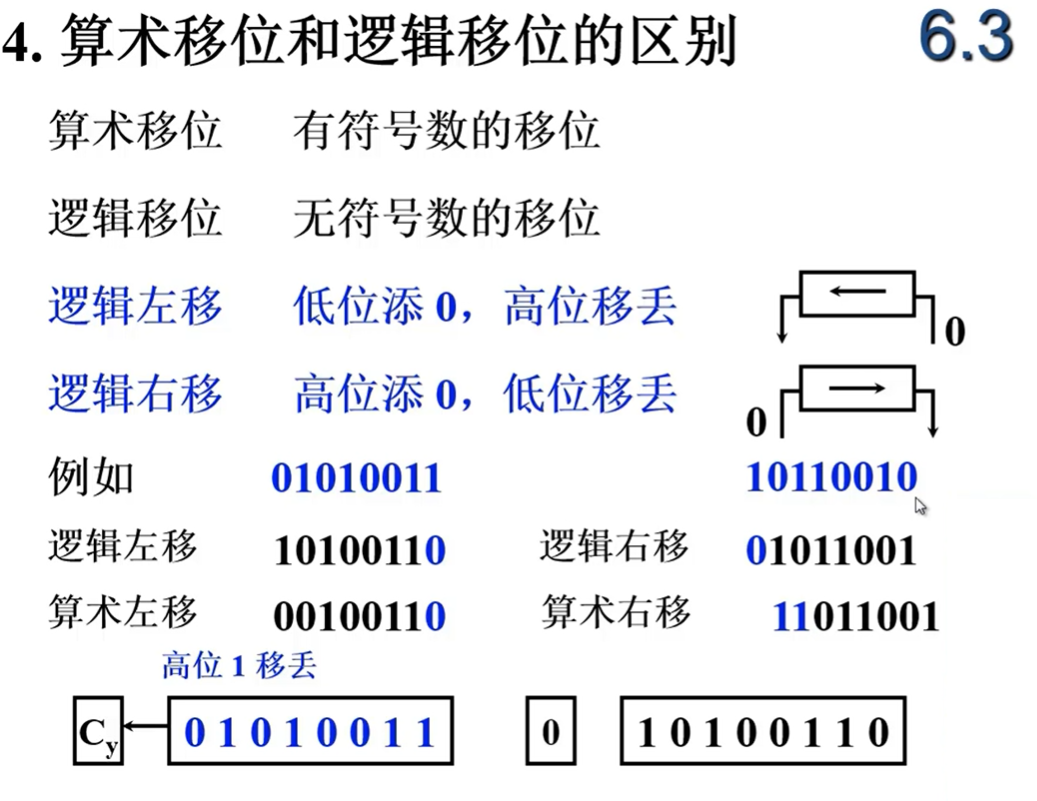 4. 算术移位和逻辑移位的区别 6.3
算术移位 有符号数的移位
逻辑移位 无符号数的移位
逻辑左移 低位添 0，高位移丢
0
逻辑右移 高位添 0，低位移丢
0
例如 01010011 10110010
逻辑左移 10100110 逻辑右移 01011001
算术左移 00100110 算术右移 11011001
高位 1 移丢
Cy 0 1 0 1 0 0 1 1 0 1 0 1 0 0 1 1 0